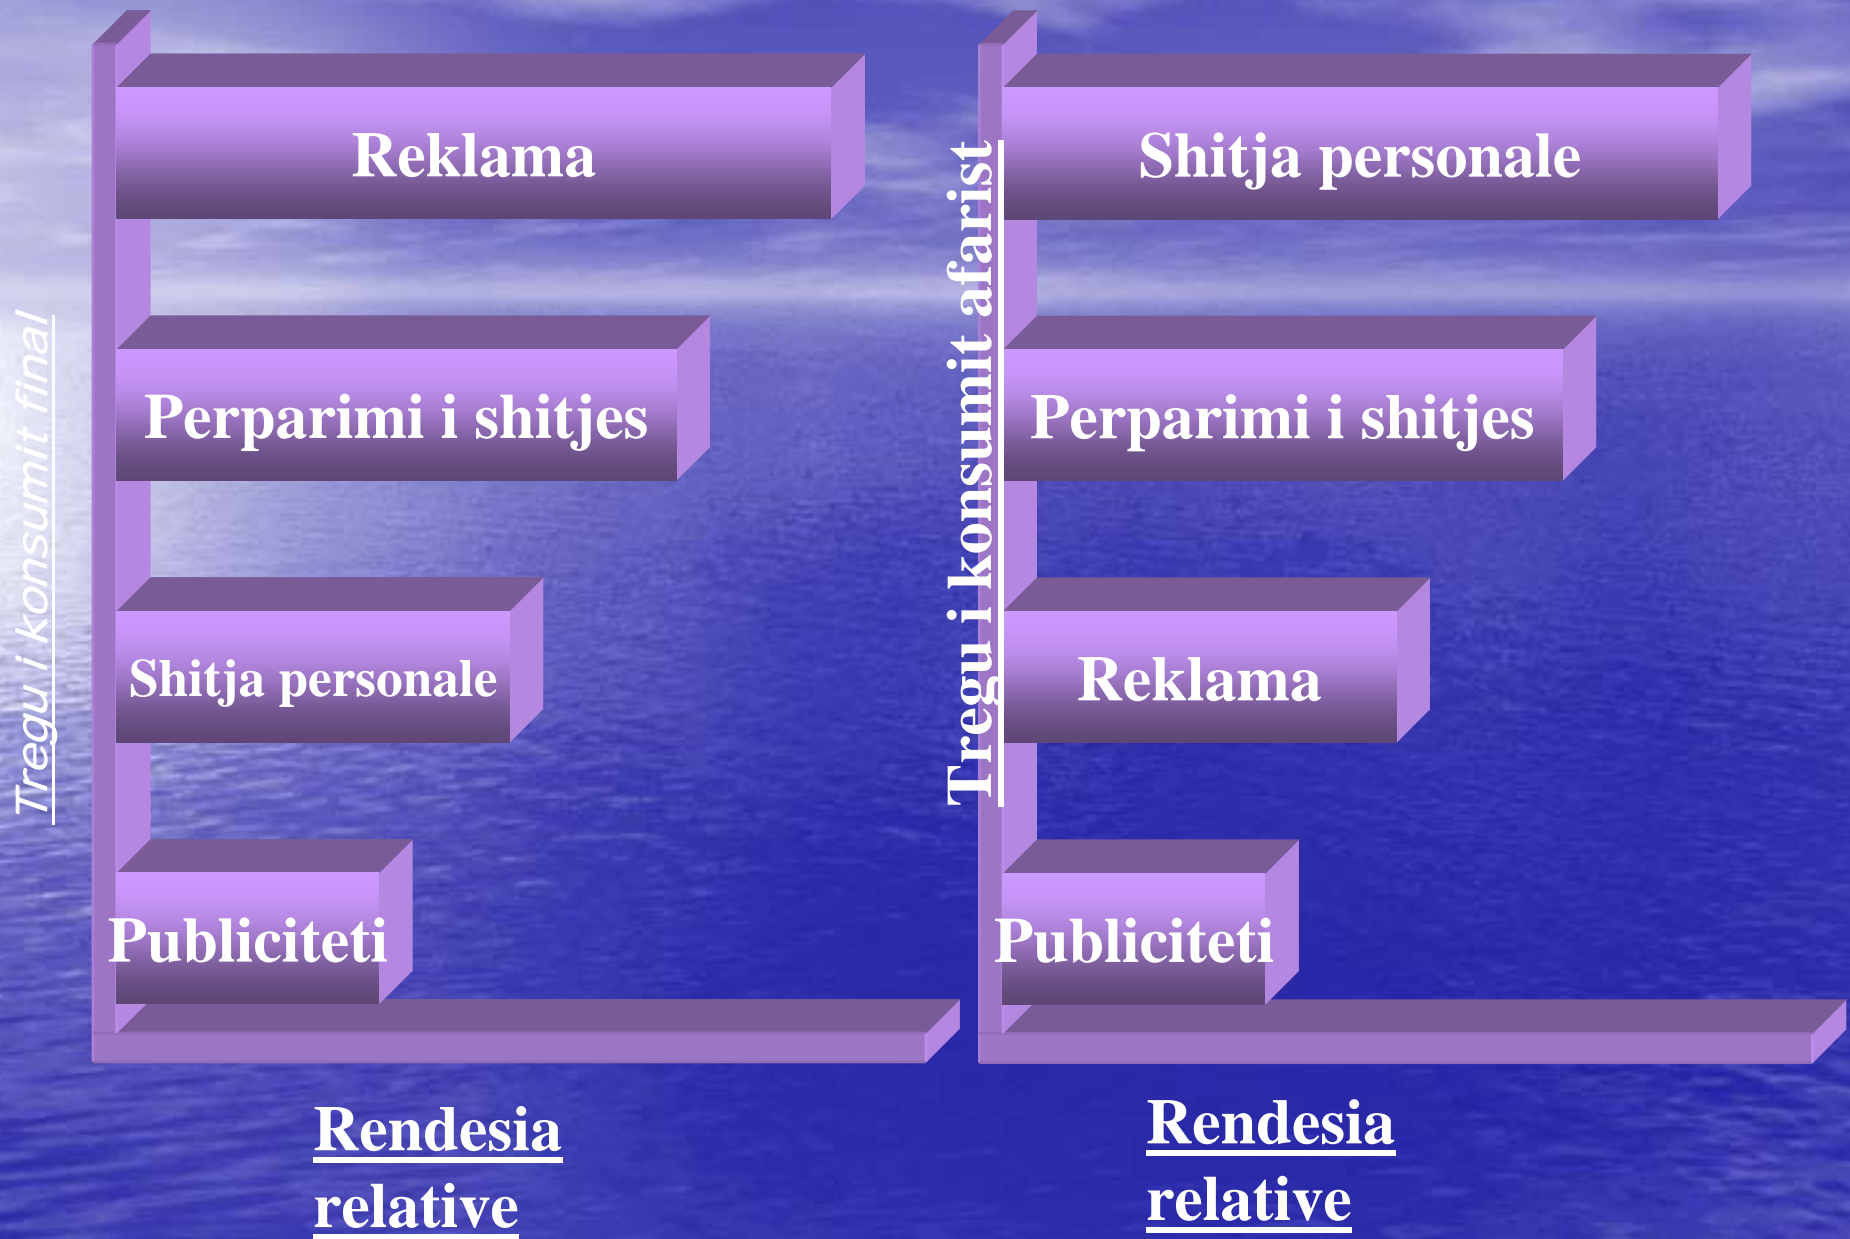 Tregu i konsumit final
Reklama
Perparimi i shitjes
Shitja personale
Publiciteti
Rendesia
relative
Tregu i konsumit afarist
Shitja personale
Perparimi i shitjes
Reklama
Publiciteti
Rendesia
relative